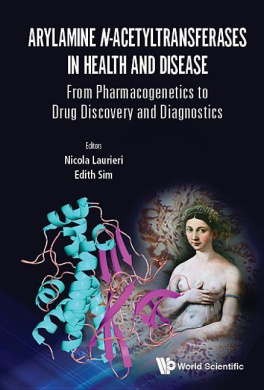 ARYLAMINE N-ACETYLTRANSFERASES
IN HEALTH AND DISEASE
From Pharmacogenetics to
Drug Discovery and Diagnostics
Editors
Nicola Laurieri
Edith Sim
World Scientific